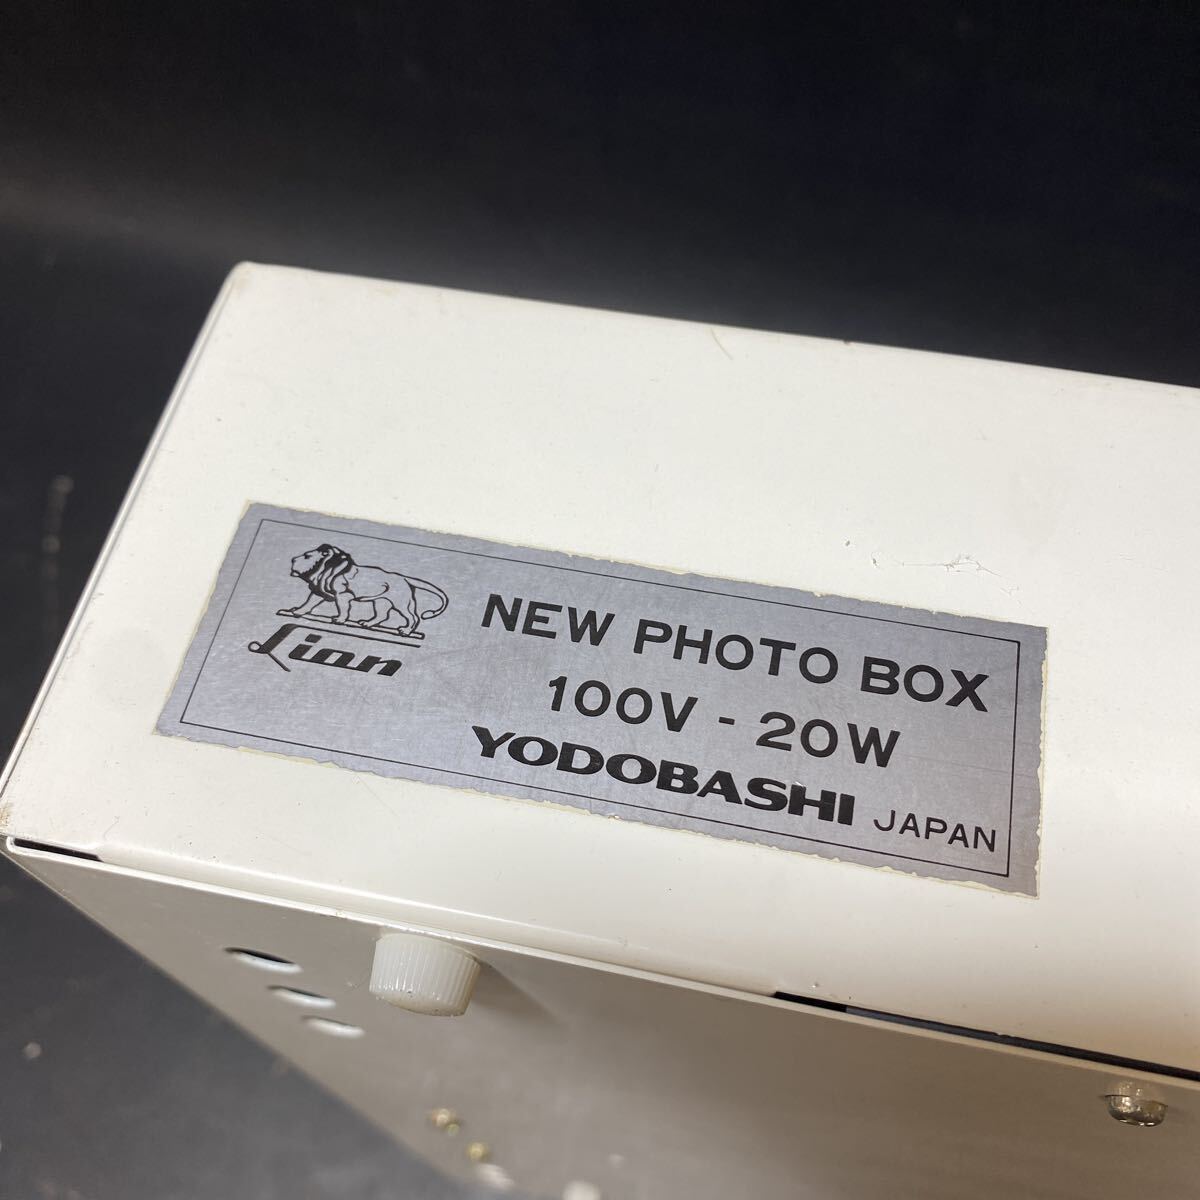 Lion
NEW PHOTO BOX
100V - 20W
YODOBASHI JAPAN